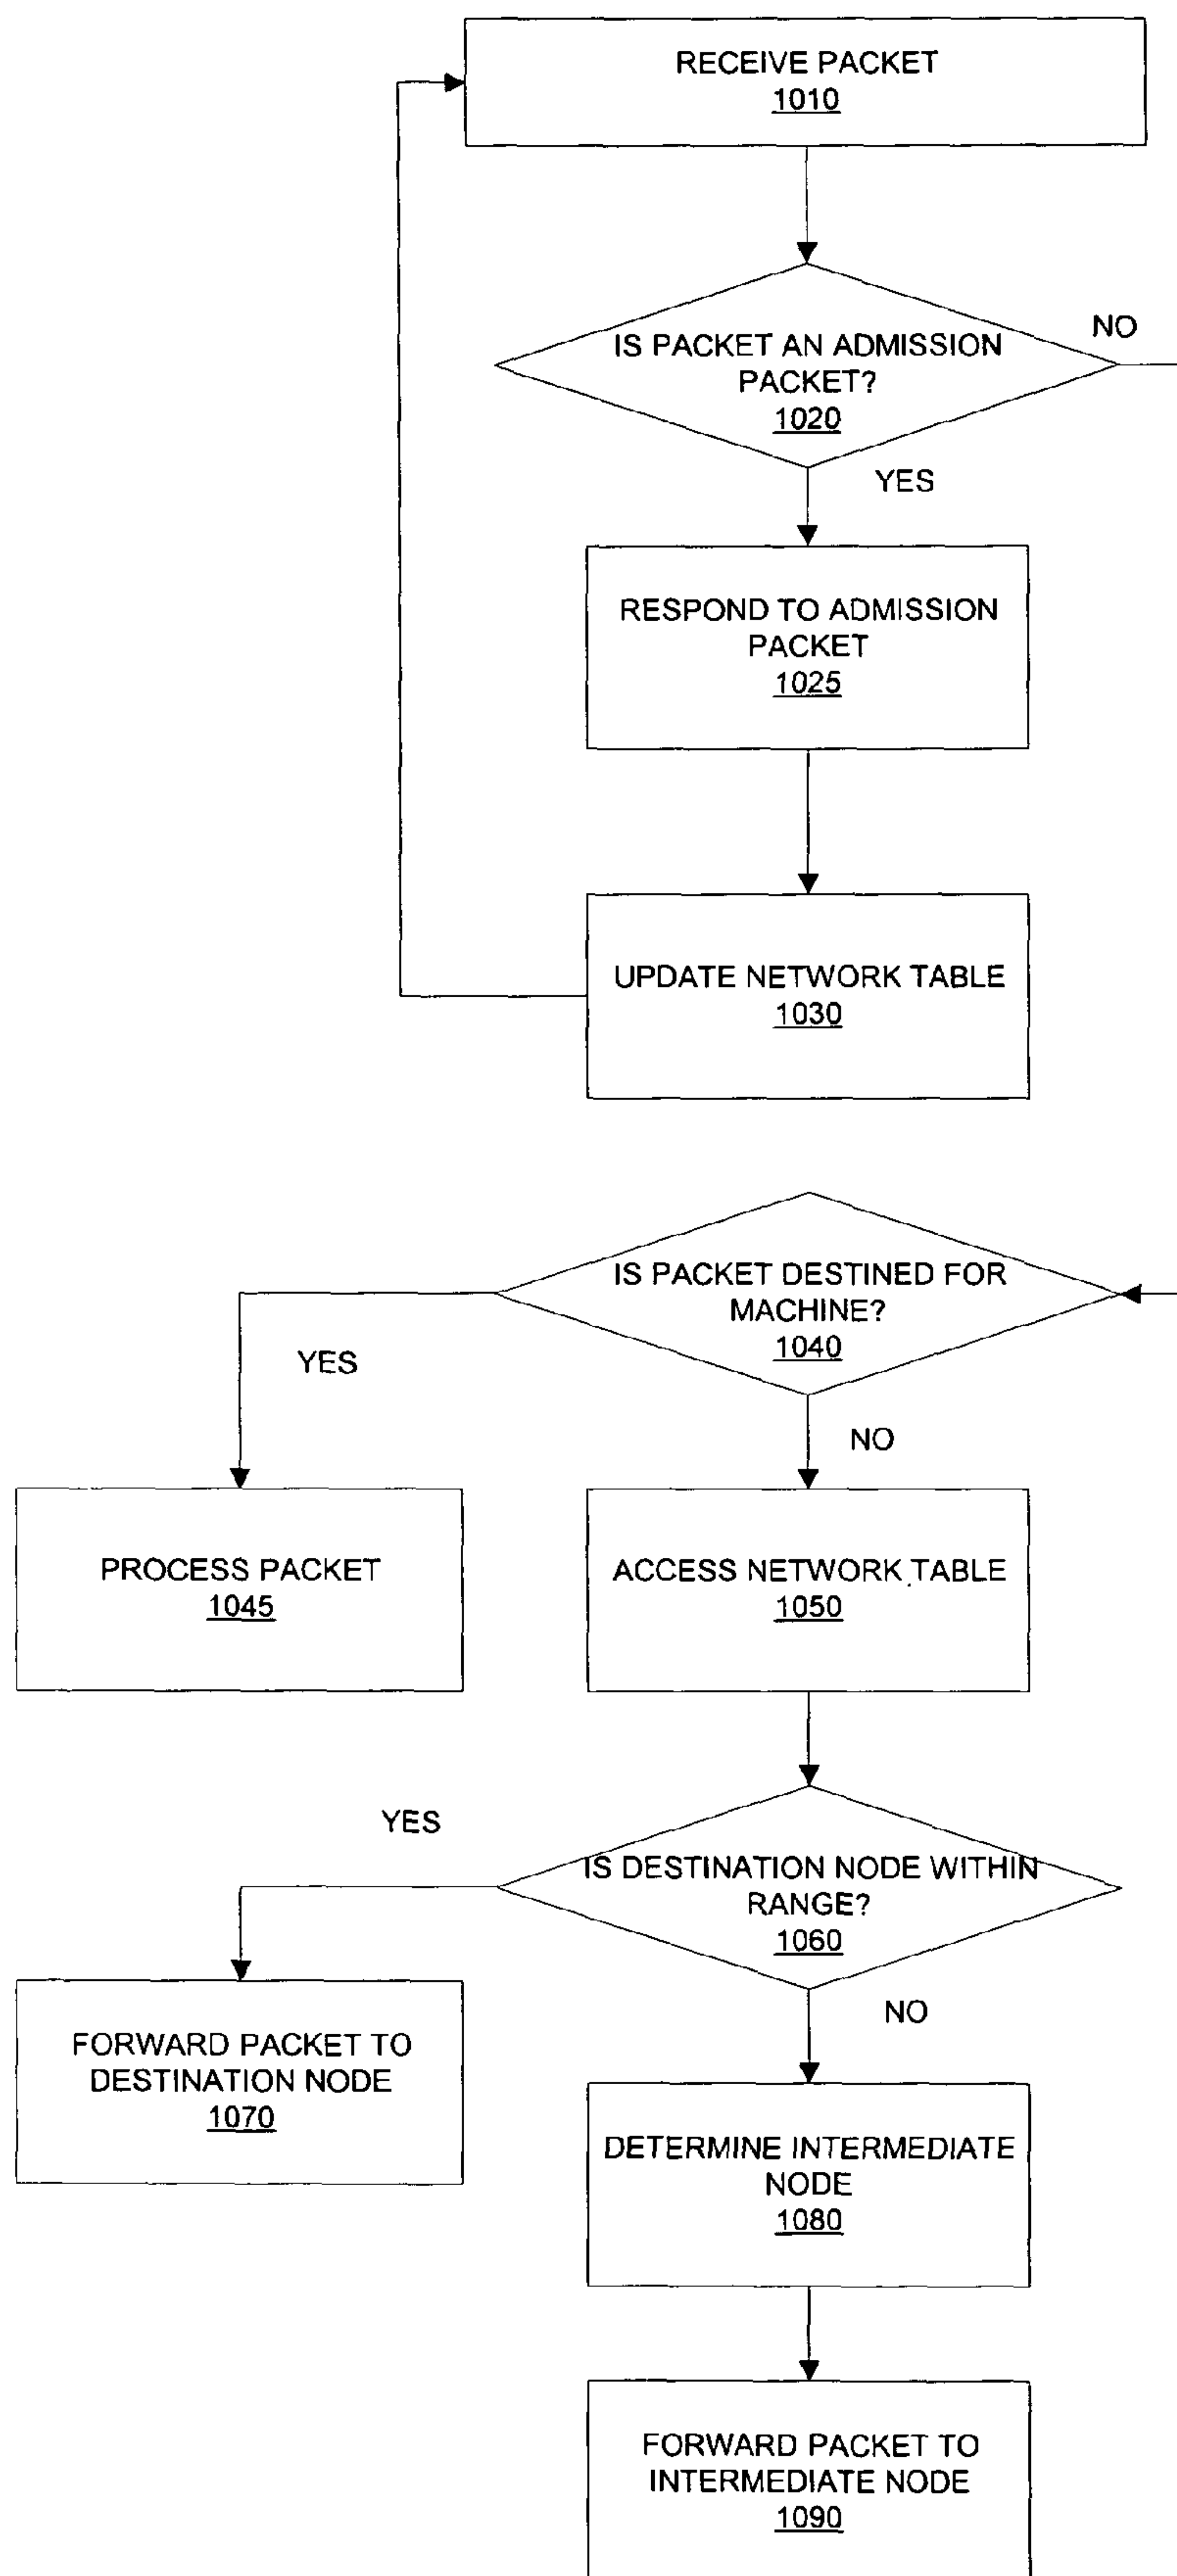 RECEIVE PACKET
1010
IS PACKET AN ADMISSION
PACKET?
1020
NO
YES
RESPOND TO ADMISSION
PACKET
1025
UPDATE NETWORK TABLE
1030
IS PACKET DESTINED FOR
MACHINE?
1040
YES
NO
PROCESS PACKET
1045
ACCESS NETWORK TABLE
1050
YES
IS DESTINATION NODE WITHIN
RANGE?
1060
NO
FORWARD PACKET TO
DESTINATION NODE
1070
DETERMINE INTERMEDIATE
NODE
1080
FORWARD PACKET TO
INTERMEDIATE NODE
1090